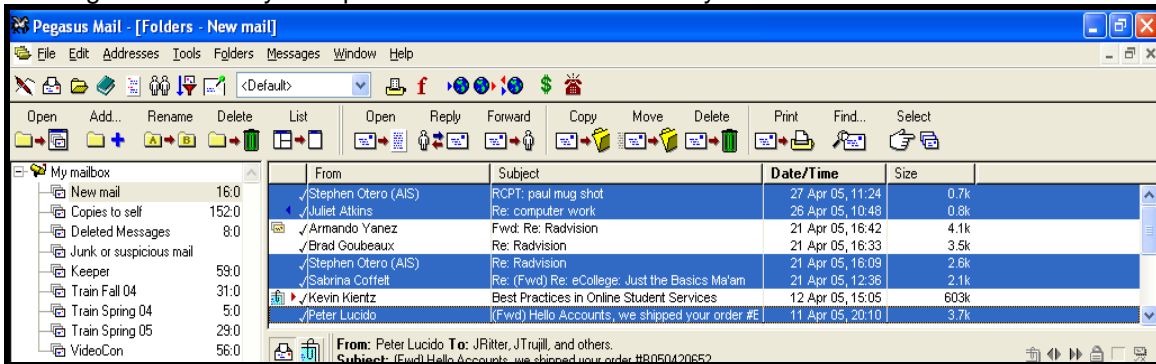 Pegasus Mail - [Folders - New mail]
File Edit Addresses Tools Folders Messages Window Help
<Default>
Open Add... Rename Delete List Open Reply Forward Copy Move Delete Print Find... Select
My mailbox
New mail 16:0
Copies to self 152:0
Deleted Messages 8:0
Junk or suspicious mail
Keeper 59:0
Train Fall 04 31:0
Train Spring 04 5:0
Train Spring 05 29:0
VideoCon 56:0
From Subject Date/Time Size
Stephen Otero (AIS) RCPT: paul mug shot 27 Apr 05, 11:24 0.7k
Juliet Atkins Re: computer work 26 Apr 05, 10:48 0.8k
Armando Yanez Fwd: Re: Radvision 21 Apr 05, 16:42 4.1k
Brad Goubeaux Re: Radvision 21 Apr 05, 16:33 3.5k
Stephen Otero (AIS) Re: Radvision 21 Apr 05, 16:09 2.6k
Sabrina Coffelt Re: (Fwd) Re: eCollege: Just the Basics Ma'am 21 Apr 05, 12:36 2.1k
Kevin Kientz Best Practices in Online Student Services 12 Apr 05, 15:05 603k
Peter Lucido (Fwd) Hello Accounts, we shipped your order #E 11 Apr 05, 20:10 3.7k
From: Peter Lucido To: JRitter, JTrujill, and others.
Subject: (Fwd) Hello Accounts, we shipped your order #B050420652